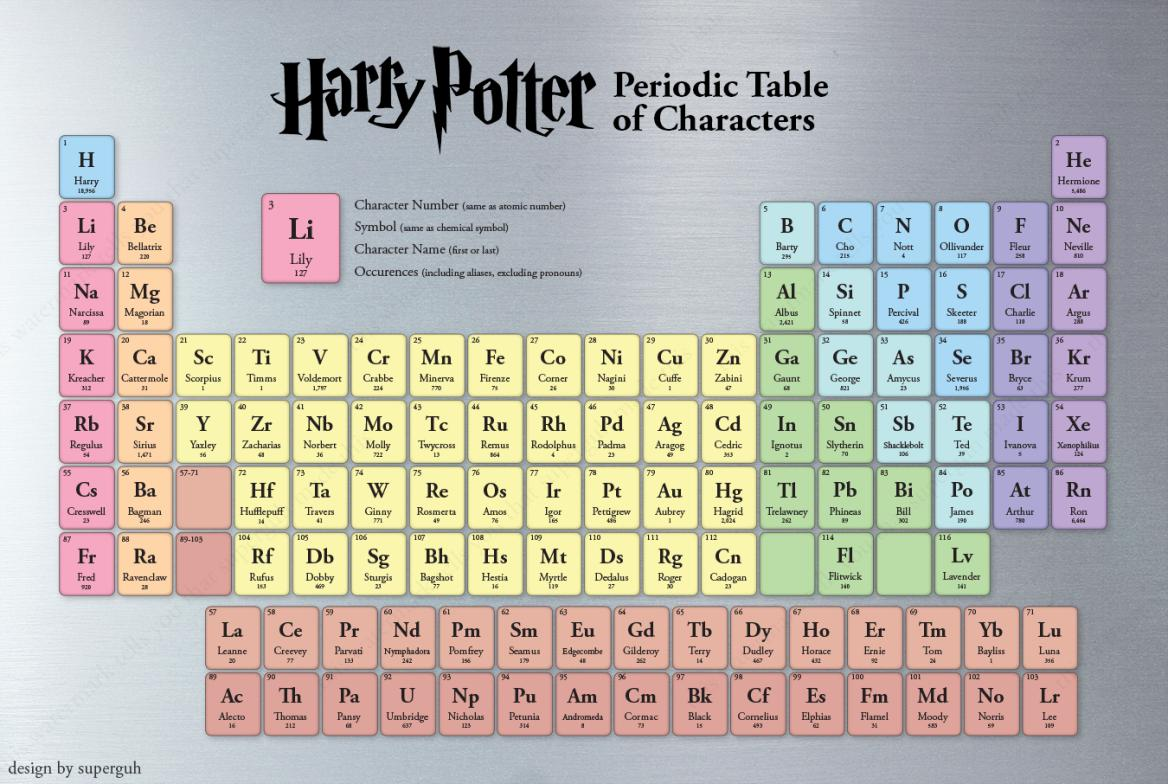 Harry Potter Periodic Table
of Characters
1
H
Harry
18,956
2
He
Hermione
5,486
3
Li
Lily
127
Character Number (same as atomic number)
Symbol (same as chemical symbol)
Character Name (first or last)
Occurences (including aliases, excluding pronouns)
3
Li
Lily
127
4
Be
Bellatrix
220
5
B
Barty
295
6
C
Cho
215
7
N
Nott
4
8
O
Ollivander
117
9
F
Fleur
258
10
Ne
Neville
810
11
Na
Narcissa
89
12
Mg
Magorian
18
13
Al
Albus
2,421
14
Si
Spinnet
58
15
P
Percival
426
16
S
Skeeter
188
17
Cl
Charlie
110
18
Ar
Argus
288
19
K
Kreacher
312
20
Ca
Cattermole
31
21
Sc
Scorpius
1
22
Ti
Timms
1
23
V
Voldemort
1,797
24
Cr
Crabbe
224
25
Mn
Minerva
770
26
Fe
Firenze
75
27
Co
Corner
26
28
Ni
Nagini
30
29
Cu
Cuffe
1
30
Zn
Zabini
47
31
Ga
Gaunt
68
32
Ge
George
821
33
As
Amycus
23
34
Se
Severus
1,956
35
Br
Bryce
63
36
Kr
Krum
277
37
Rb
Regulus
54
38
Sr
Sirius
1,471
39
Y
Yaxley
56
40
Zr
Zacharias
48
41
Nb
Norbert
36
42
Mo
Molly
722
43
Tc
Twycross
13
44
Ru
Remus
864
45
Rh
Rodolphus
4
46
Pd
Padma
23
47
Ag
Aragog
49
48
Cd
Cedric
353
49
In
Ignotus
2
50
Sn
Slytherin
70
51
Sb
Shacklebolt
106
52
Te
Ted
39
53
I
Ivanova
5
54
Xe
Xenophilius
124
55
Cs
Cresswell
23
56
Ba
Bagman
246
57-71
72
Hf
Hufflepuff
14
73
Ta
Travers
41
74
W
Ginny
771
75
Re
Rosmerta
49
76
Os
Amos
76
77
Ir
Igor
165
78
Pt
Pettigrew
486
79
Au
Aubrey
1
80
Hg
Hagrid
2,024
81
Tl
Trelawney
262
82
Pb
Phineas
89
83
Bi
Bill
302
84
Po
James
190
85
At
Arthur
780
86
Rn
Ron
6,464
87
Fr
Fred
920
88
Ra
Ravenclaw
28
89-103
104
Rf
Rufus
163
105
Db
Dobby
469
106
Sg
Sturgis
23
107
Bh
Bagshot
77
108
Hs
Hestia
16
109
Mt
Myrtle
119
110
Ds
Dedalus
27
111
Rg
Roger
30
112
Cn
Cadogan
23
114
Fl
Flitwick
140
116
Lv
Lavender
141
57
La
Leanne
20
58
Ce
Creevey
77
59
Pr
Parvati
133
60
Nd
Nymphadora
242
61
Pm
Pomfrey
166
62
Sm
Seamus
179
63
Eu
Edgecombe
48
64
Gd
Gilderoy
262
65
Tb
Terry
14
66
Dy
Dudley
467
67
Ho
Horace
432
68
Er
Ernie
92
69
Tm
Tom
24
70
Yb
Bayliss
1
71
Lu
Luna
356
89
Ac
Alecto
16
90
Th
Thomas
212
91
Pa
Pansy
68
92
U
Umbridge
637
93
Np
Nicholas
123
94
Pu
Petunia
314
95
Am
Andromeda
8
96
Cm
Cormac
73
97
Bk
Black
15
98
Cf
Cornelius
493
99
Es
Elphias
62
100
Fm
Flamel
31
101
Md
Moody
583
102
No
Norris
59
103
Lr
Lee
109
design by superguh